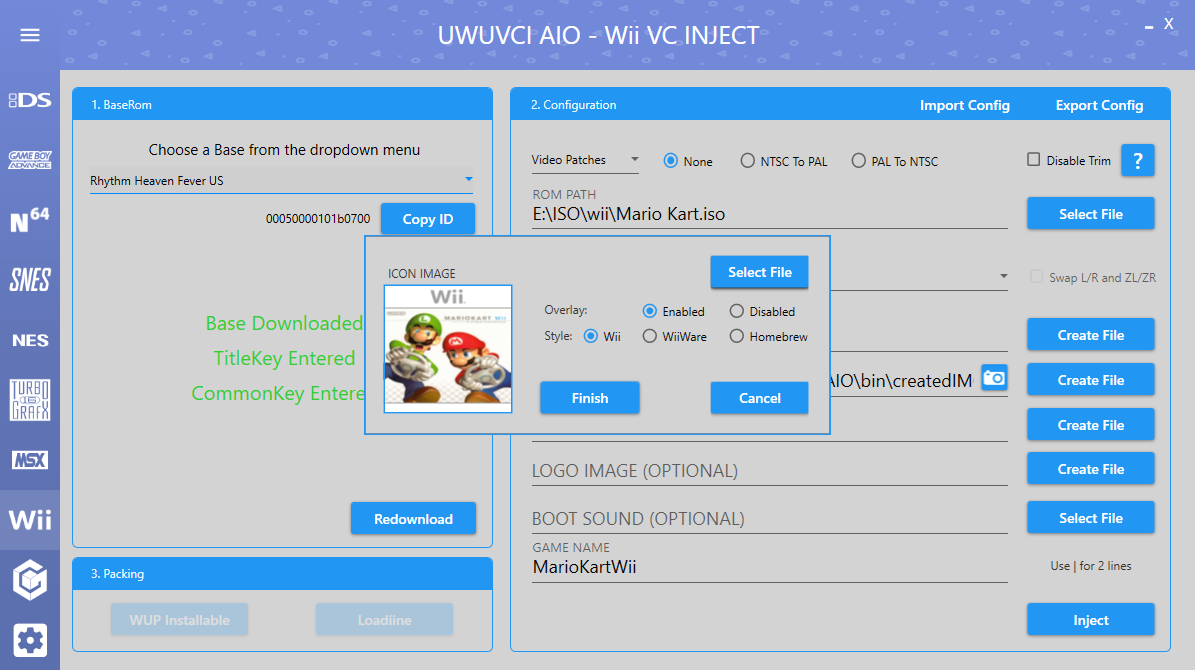 UWUVCI AIO - Wii VC INJECT
X
DS
GAME BOY ADVANCE
N64
SNES
NES
TURBO GRAFX
MSX
Wii
1. BaseRom
Choose a Base from the dropdown menu
Rhythm Heaven Fever US
00050000101b0700
Copy ID
Base Downloaded
TitleKey Entered
CommonKey Entere
Redownload
3. Packing
WUP Installable
Loadiine
2. Configuration
Import Config
Export Config
Video Patches
None
NTSC To PAL
PAL To NTSC
Disable Trim
?
ROM PATH
E:\ISO\wii\Mario Kart.iso
Select File
Swap L/R and ZL/ZR
Create File
AIO\bin\createdIM
Create File
Create File
LOGO IMAGE (OPTIONAL)
Create File
BOOT SOUND (OPTIONAL)
Select File
GAME NAME
MarioKartWii
Use | for 2 lines
Inject
ICON IMAGE
Select File
Wii
MARIOKART WII
Overlay:
Enabled
Disabled
Style:
Wii
WiiWare
Homebrew
Finish
Cancel